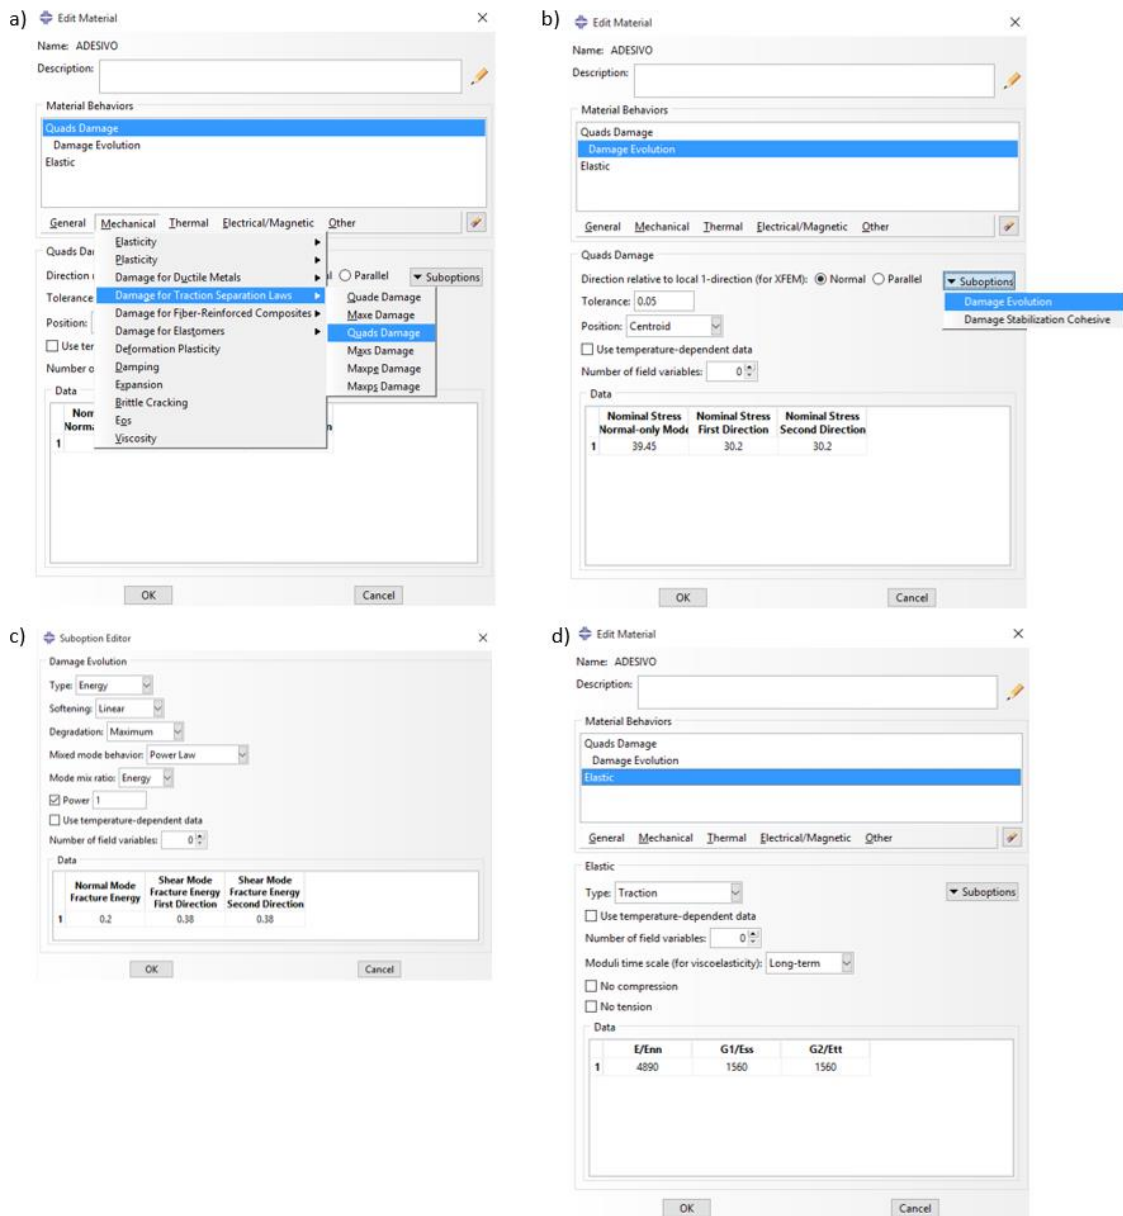 a)
Edit Material
Name: ADESIVO
Description:
Material Behaviors
Quads Damage
Damage Evolution
Elastic
General Mechanical Thermal Electrical/Magnetic Other
Elasticity
Plasticity
Damage for Ductile Metals
Damage for Traction Separation Laws
Damage for Fiber-Reinforced Composites
Damage for Elastomers
Deformation Plasticity
Damping
Expansion
Brittle Cracking
Eos
Viscosity
Quade Damage
Maxe Damage
Quads Damage
Maxs Damage
Maxpe Damage
Maxps Damage
Quads Da
Direction
Parallel
Suboptions
Tolerance
Position:
Use te
Number o
Data
Nor
Norma
1
OK Cancel
b)
Edit Material
Name: ADESIVO
Description:
Material Behaviors
Quads Damage
Damage Evolution
Elastic
General Mechanical Thermal Electrical/Magnetic Other
Quads Damage
Direction relative to local 1-direction (for XFEM): Normal Parallel Suboptions
Damage Evolution
Damage Stabilization Cohesive
Tolerance: 0.05
Position: Centroid
Use temperature-dependent data
Number of field variables: 0
Data
Nominal Stress Nominal Stress Nominal Stress
Normal-only Mode First Direction Second Direction
1 39.45 30.2 30.2
OK Cancel
c)
Suboption Editor
Damage Evolution
Type: Energy
Softening: Linear
Degradation: Maximum
Mixed mode behavior: Power Law
Mode mix ratio: Energy
Power 1
Use temperature-dependent data
Number of field variables: 0
Data
Normal Mode Fracture Energy
Shear Mode Fracture Energy First Direction
Shear Mode Fracture Energy Second Direction
1 0.2 0.38 0.38
OK Cancel
d)
Edit Material
Name: ADESIVO
Description:
Material Behaviors
Quads Damage
Damage Evolution
Elastic
General Mechanical Thermal Electrical/Magnetic Other
Elastic
Type: Traction Suboptions
Use temperature-dependent data
Number of field variables: 0
Moduli time scale (for viscoelasticity): Long-term
No compression
No tension
Data
E/Enn G1/Ess G2/Ett
1 4890 1560 1560
OK Cancel